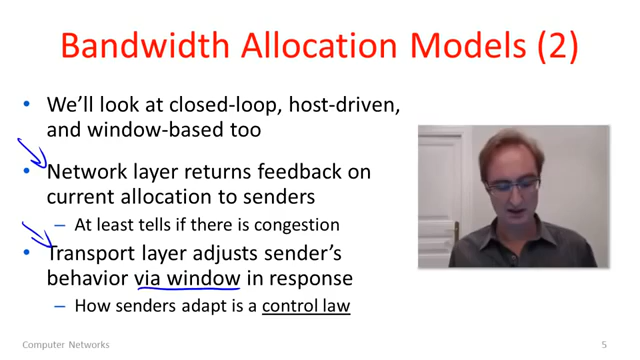 Bandwidth Allocation Models (2)
• We'll look at closed-loop, host-driven,
and window-based too
• Network layer returns feedback on
current allocation to senders
– At least tells if there is congestion
• Transport layer adjusts sender's
behavior via window in response
– How senders adapt is a control law
Computer Networks
5